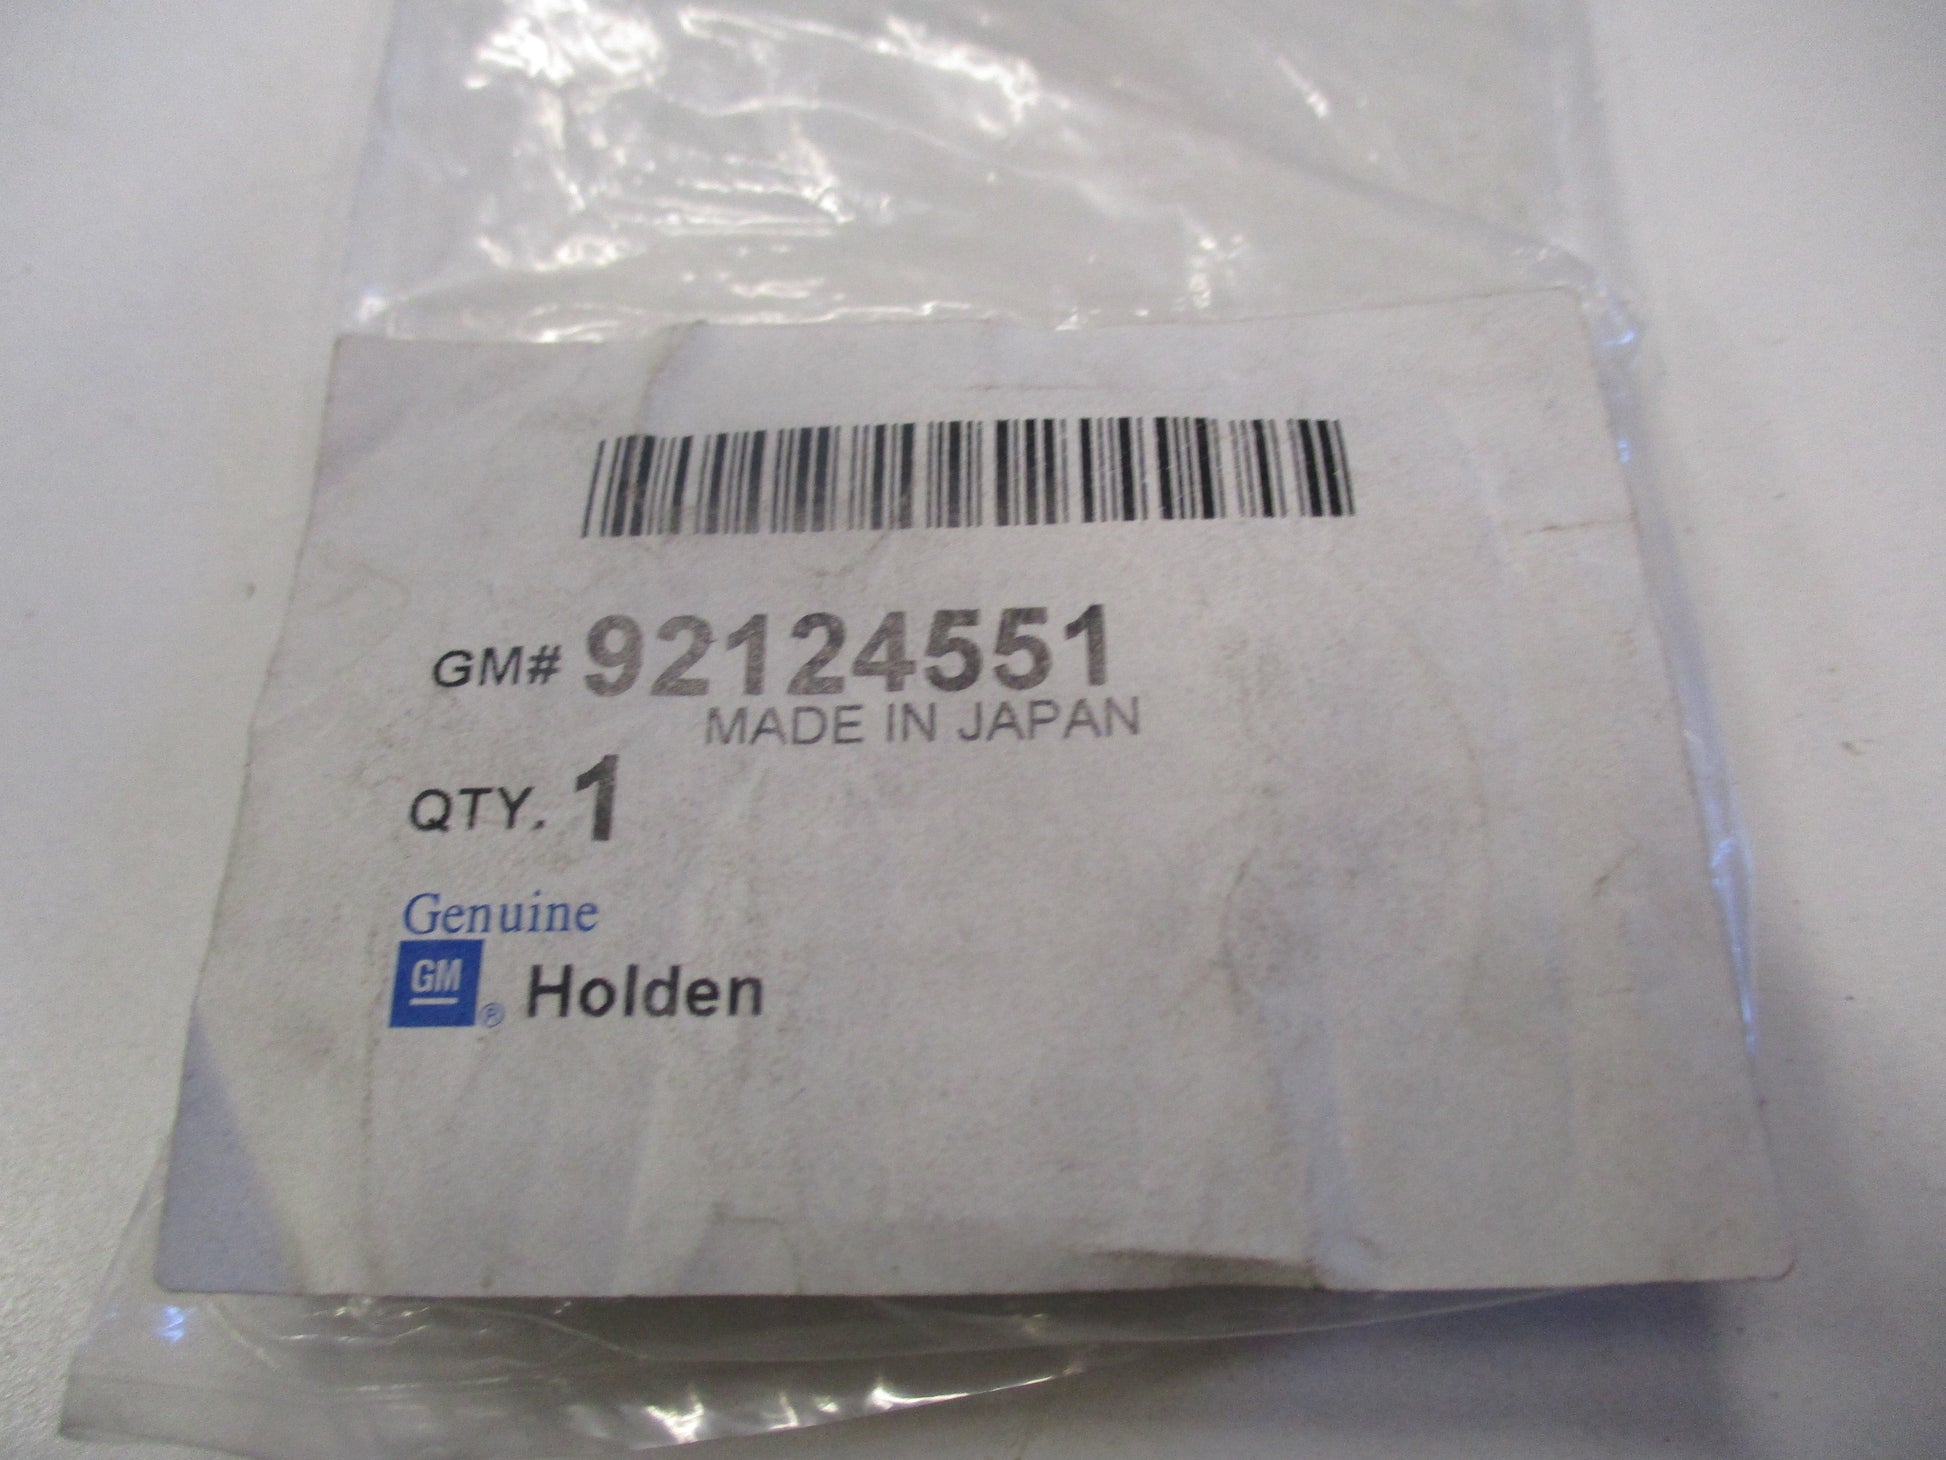 GM# 92124551
MADE IN JAPAN
QTY. 1
Genuine
GM ® Holden